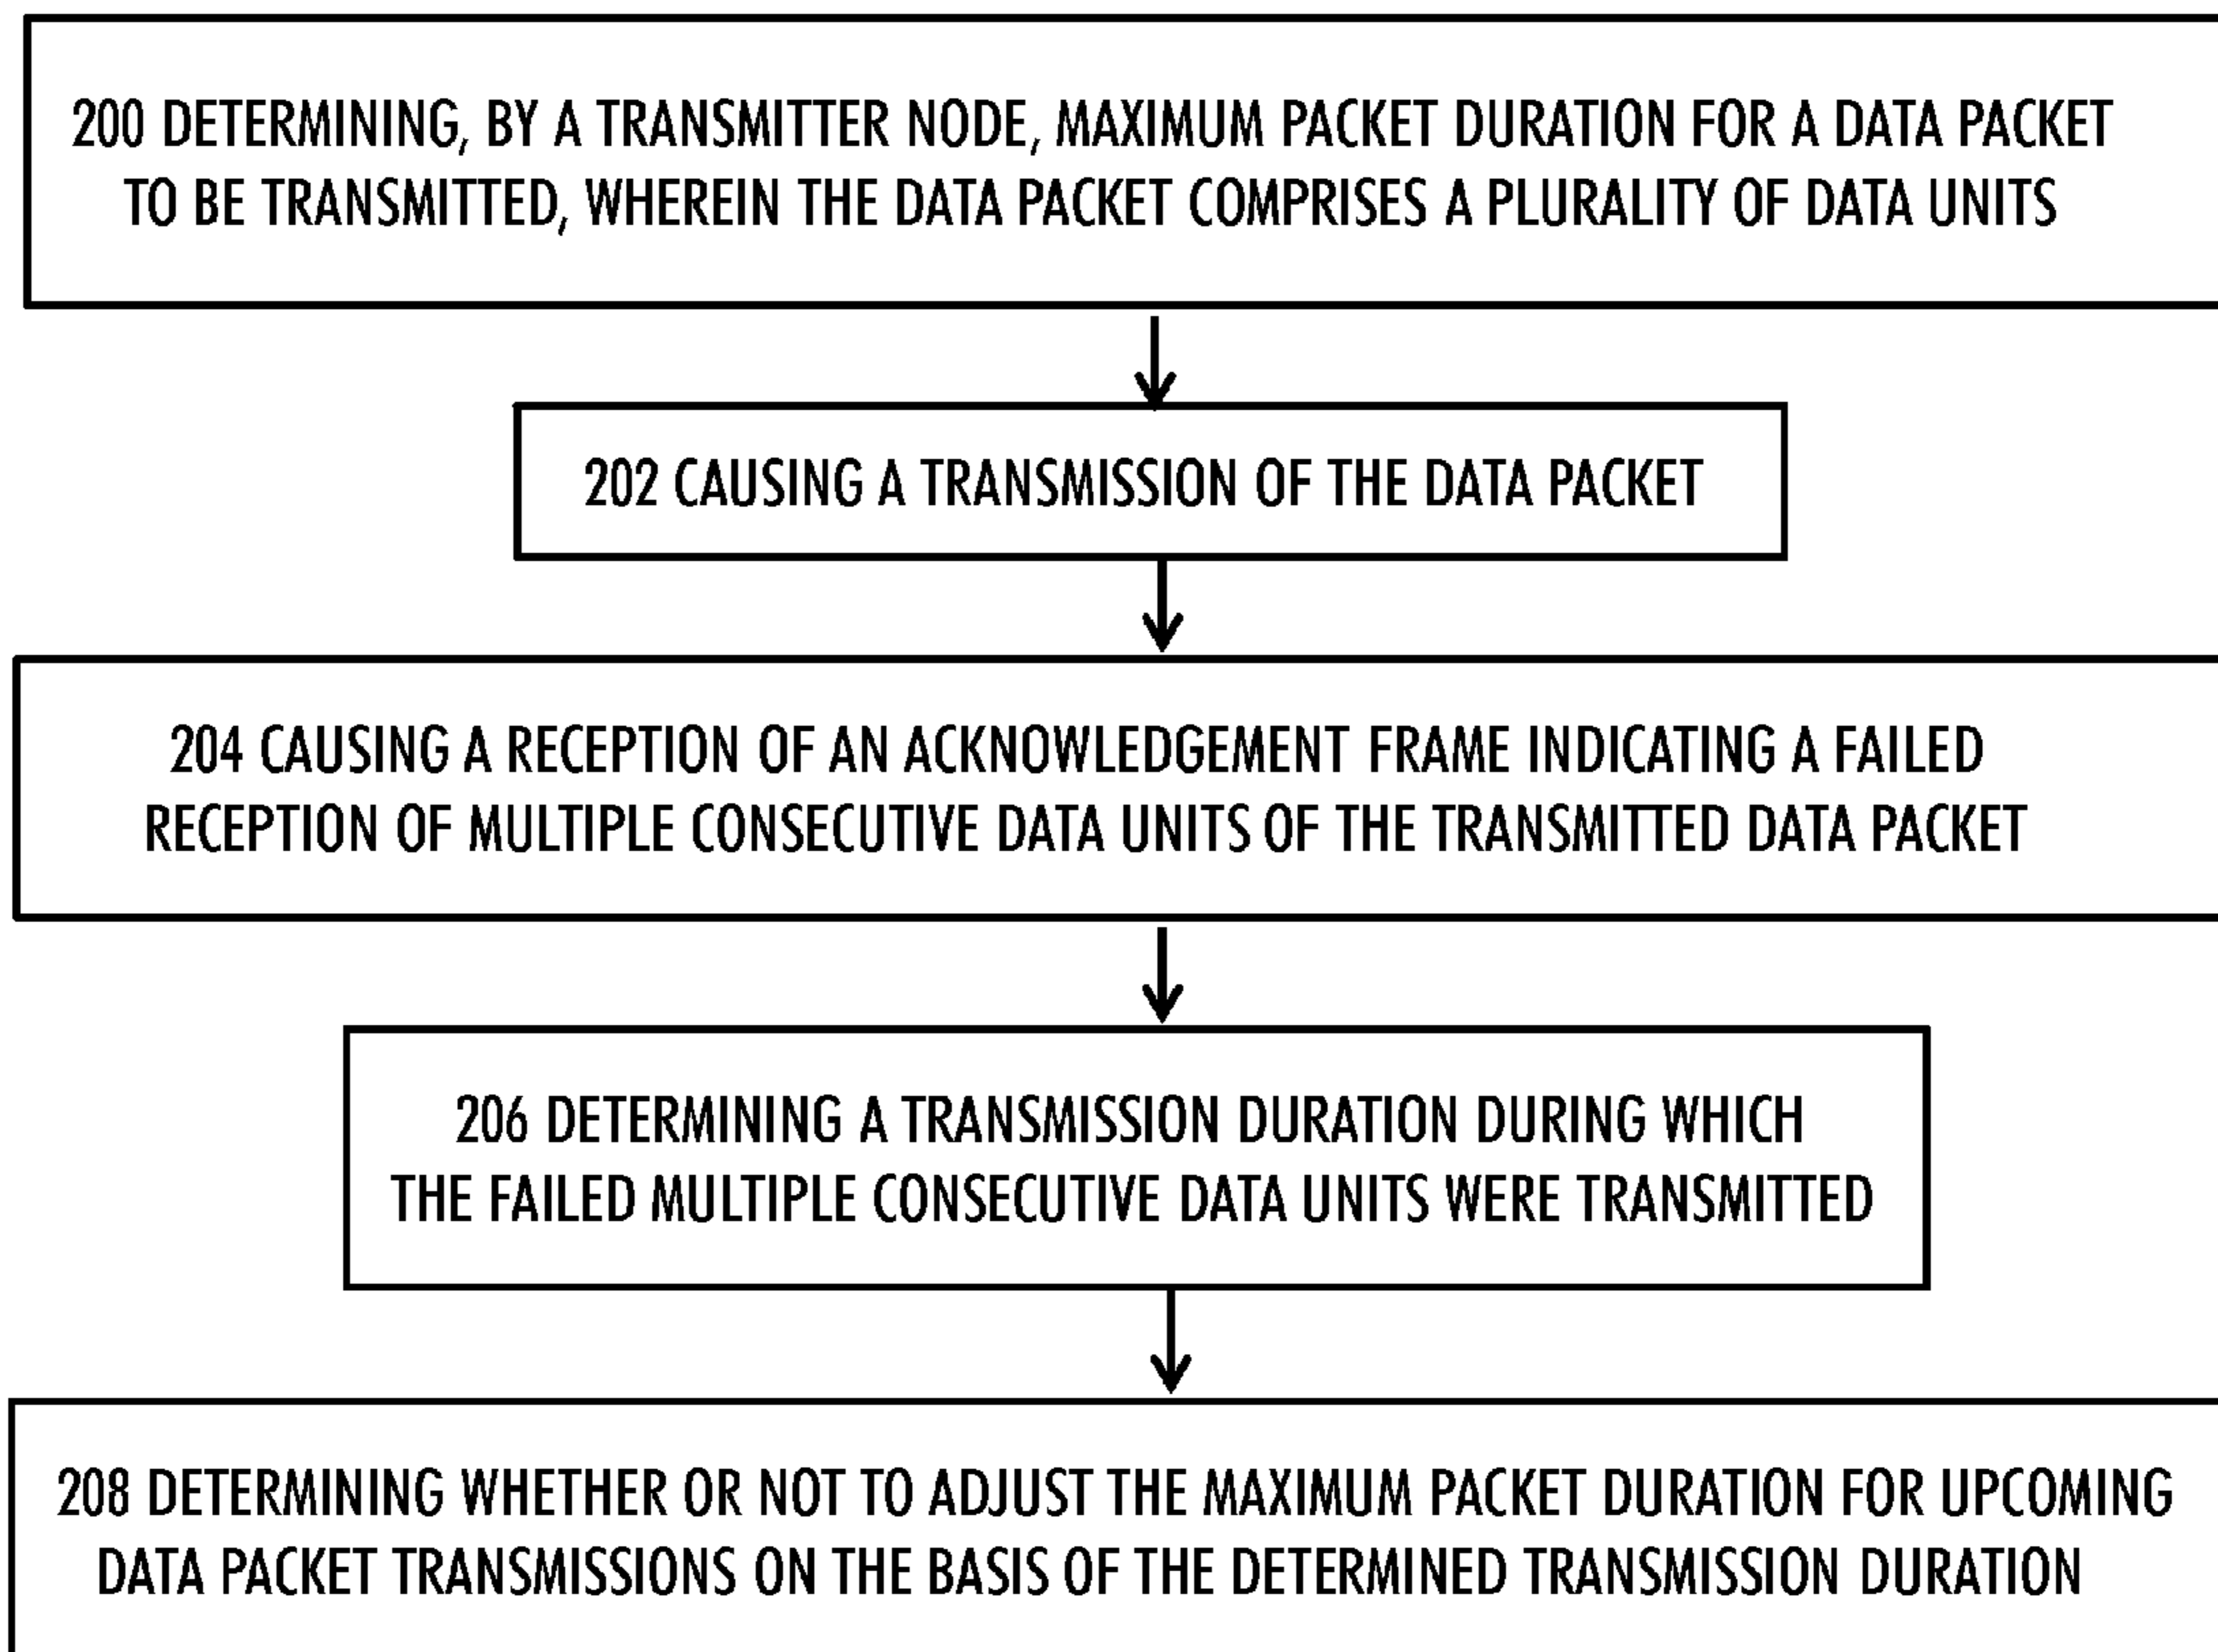 200 DETERMINING, BY A TRANSMITTER NODE, MAXIMUM PACKET DURATION FOR A DATA PACKET
TO BE TRANSMITTED, WHEREIN THE DATA PACKET COMPRISES A PLURALITY OF DATA UNITS
202 CAUSING A TRANSMISSION OF THE DATA PACKET
204 CAUSING A RECEPTION OF AN ACKNOWLEDGEMENT FRAME INDICATING A FAILED
RECEPTION OF MULTIPLE CONSECUTIVE DATA UNITS OF THE TRANSMITTED DATA PACKET
206 DETERMINING A TRANSMISSION DURATION DURING WHICH
THE FAILED MULTIPLE CONSECUTIVE DATA UNITS WERE TRANSMITTED
208 DETERMINING WHETHER OR NOT TO ADJUST THE MAXIMUM PACKET DURATION FOR UPCOMING
DATA PACKET TRANSMISSIONS ON THE BASIS OF THE DETERMINED TRANSMISSION DURATION